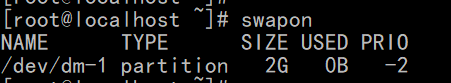 [root@localhost ~]# swapon
NAME      TYPE      SIZE USED PRIO
/dev/dm-1 partition   2G   0B   -2